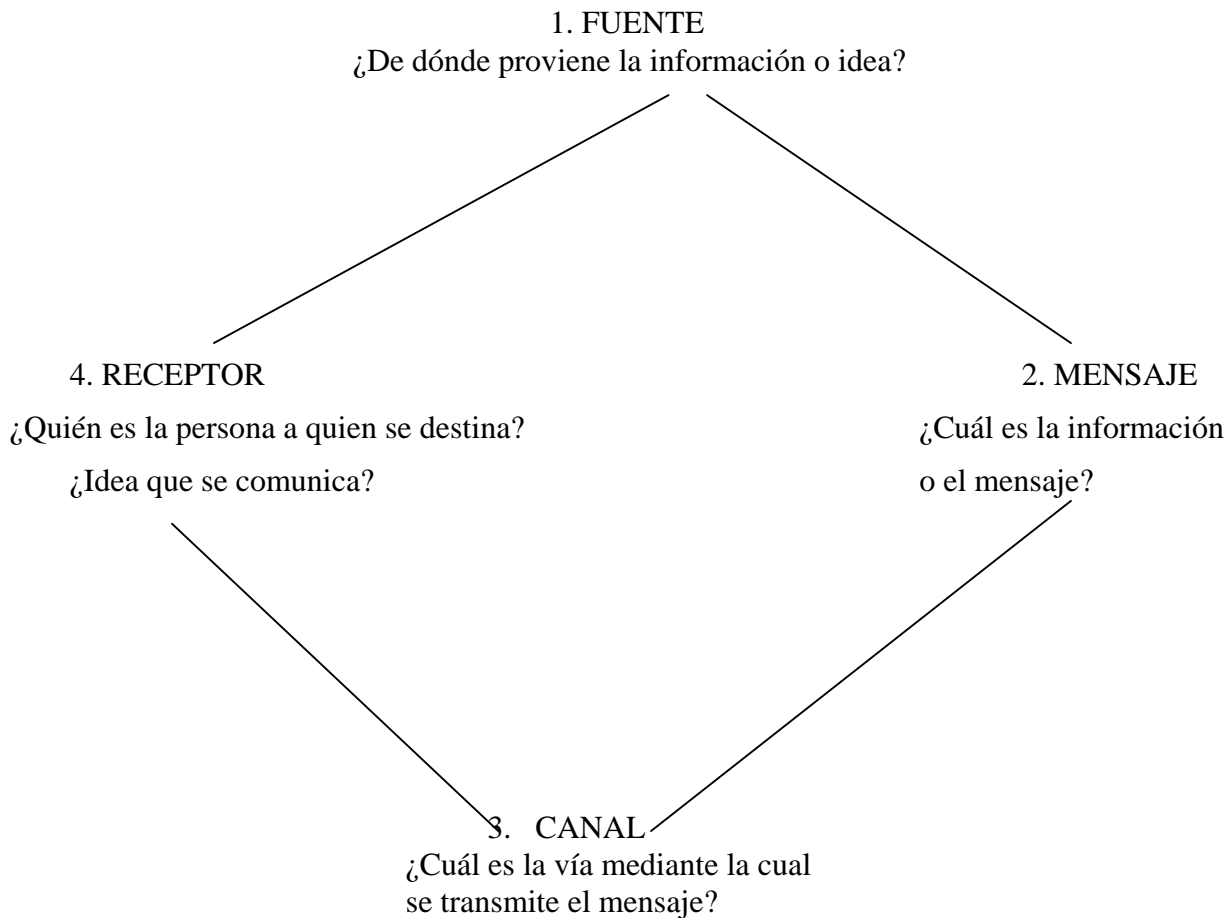 1. FUENTE
¿De dónde proviene la información o idea?
4. RECEPTOR
¿Quién es la persona a quien se destina?
¿Idea que se comunica?
2. MENSAJE
¿Cuál es la información
o el mensaje?
3. CANAL
¿Cuál es la vía mediante la cual
se transmite el mensaje?